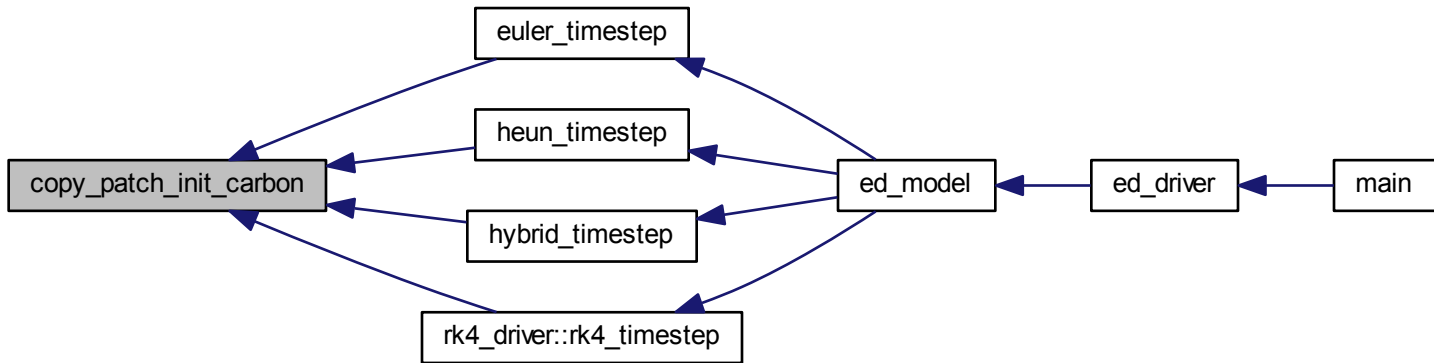 euler_timestep
heun_timestep
copy_patch_init_carbon
ed_model
ed_driver
main
hybrid_timestep
rk4_driver::rk4_timestep